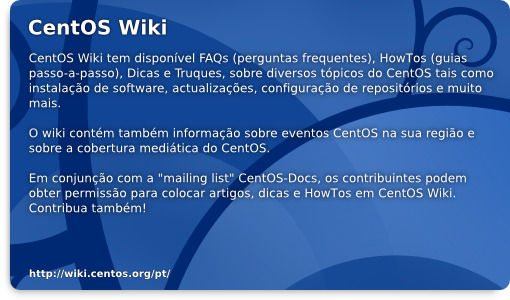 CentOS Wiki
CentOS Wiki tem disponível FAQs (perguntas frequentes), HowTos (guias
passo-a-passo), Dicas e Truques, sobre diversos tópicos do CentOS tais como
instalação de software, actualizações, configuração de repositórios e muito
mais.
O wiki contém também informação sobre eventos CentOS na sua região e
sobre a cobertura mediática do CentOS.
Em conjunção com a "mailing list" CentOS-Docs, os contribuintes podem
obter permissão para colocar artigos, dicas e HowTos em CentOS Wiki.
Contribua também!
http://wiki.centos.org/pt/